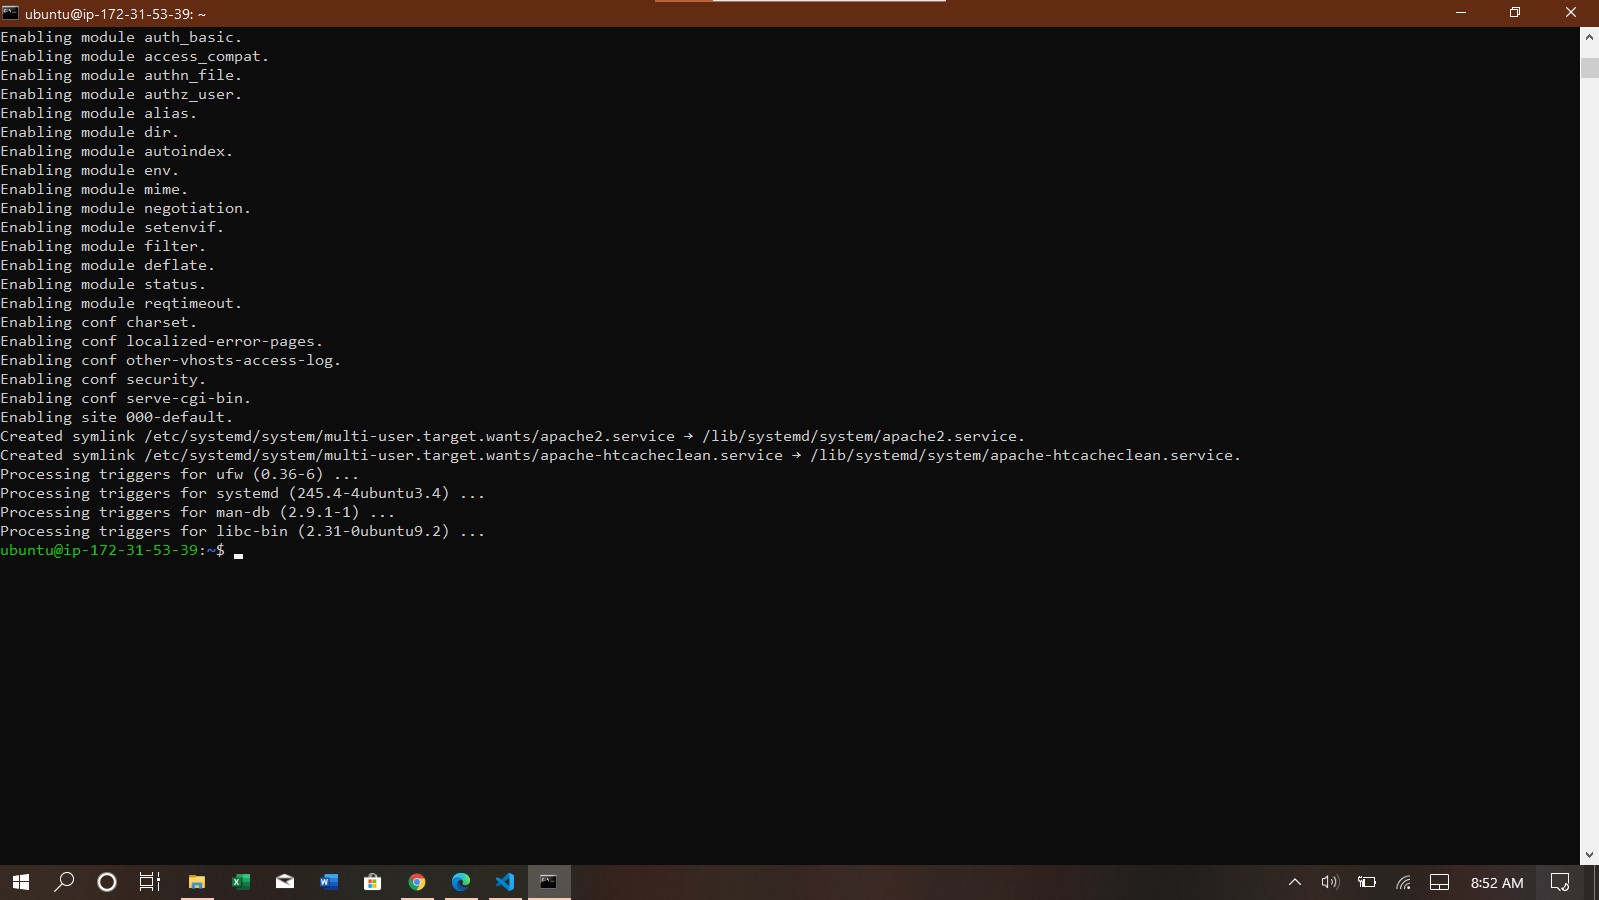 ubuntu@ip-172-31-53-39: ~
Enabling module auth_basic.
Enabling module access_compat.
Enabling module authn_file.
Enabling module authz_user.
Enabling module alias.
Enabling module dir.
Enabling module autoindex.
Enabling module env.
Enabling module mime.
Enabling module negotiation.
Enabling module setenvif.
Enabling module filter.
Enabling module deflate.
Enabling module status.
Enabling module reqtimeout.
Enabling conf charset.
Enabling conf localized-error-pages.
Enabling conf other-vhosts-access-log.
Enabling conf security.
Enabling conf serve-cgi-bin.
Enabling site 000-default.
Created symlink /etc/systemd/system/multi-user.target.wants/apache2.service → /lib/systemd/system/apache2.service.
Created symlink /etc/systemd/system/multi-user.target.wants/apache-htcacheclean.service → /lib/systemd/system/apache-htcacheclean.service.
Processing triggers for ufw (0.36-6) ...
Processing triggers for systemd (245.4-4ubuntu3.4) ...
Processing triggers for man-db (2.9.1-1) ...
Processing triggers for libc-bin (2.31-0ubuntu9.2) ...
ubuntu@ip-172-31-53-39:~$
8:52 AM